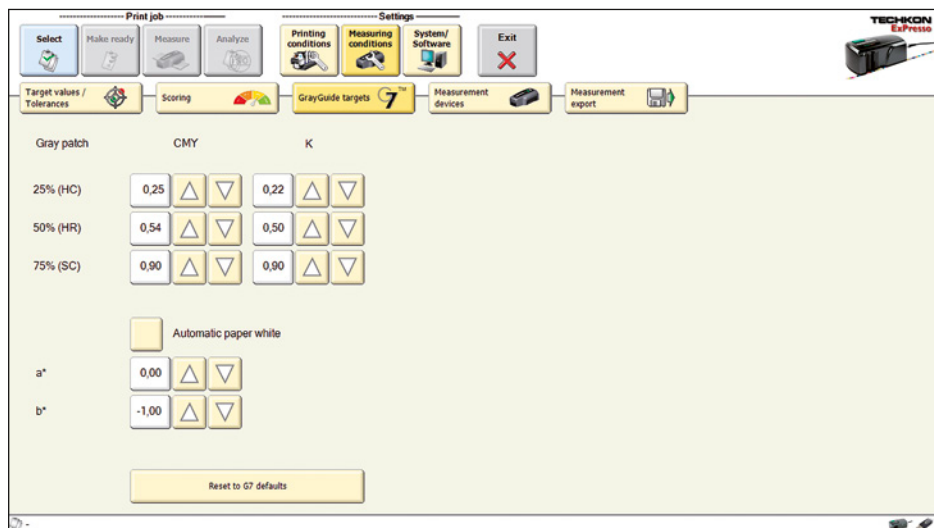 Print job
Settings
Select
Make ready
Measure
Analyze
Printing
conditions
Measuring
conditions
System/
Software
Exit
TECHKON
ExPresso
Target values /
Tolerances
Scoring
GrayGuide targets G7™
Measurement
devices
Measurement
export
Gray patch CMY K
25% (HC) 0,25 0,22
50% (HR) 0,54 0,50
75% (SC) 0,90 0,90
Automatic paper white
a* 0,00
b* -1,00
Reset to G7 defaults
-